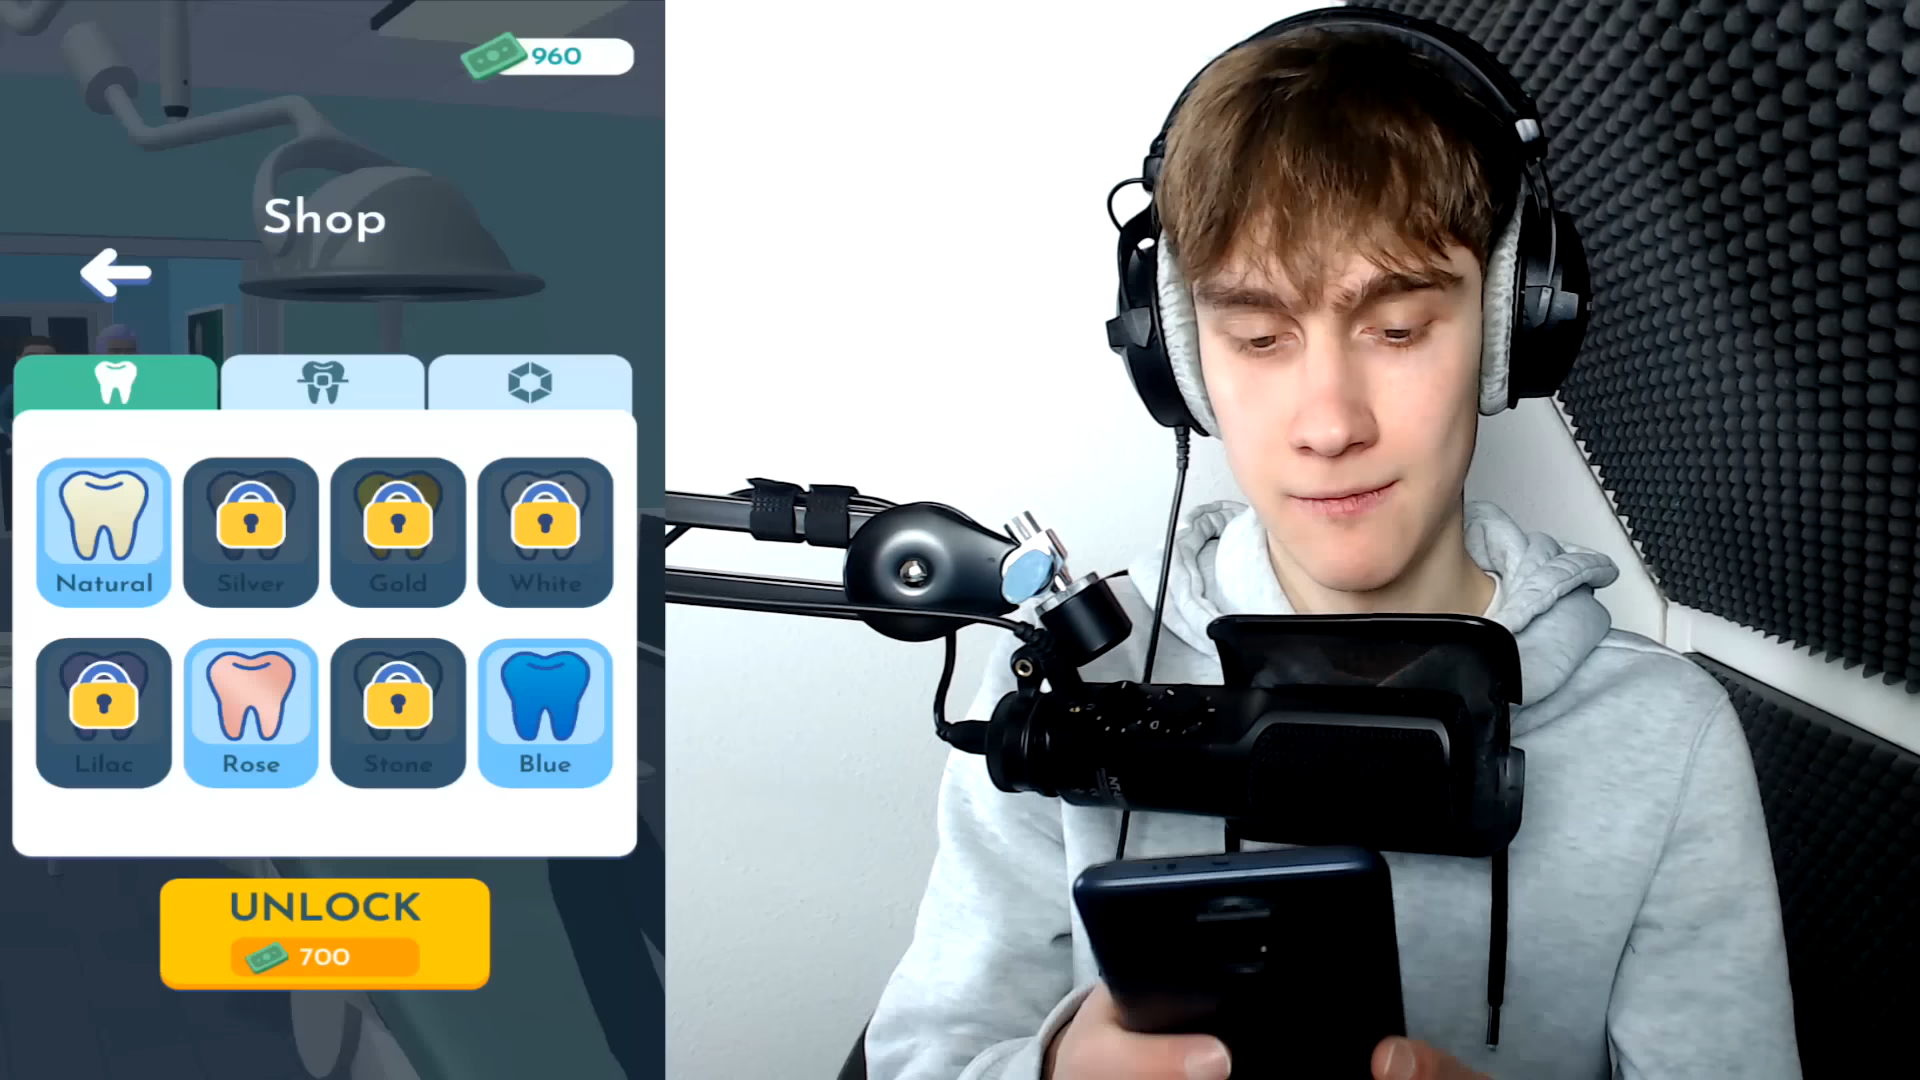 960
Shop
Natural
Silver
Gold
White
Lilac
Rose
Stone
Blue
UNLOCK
700